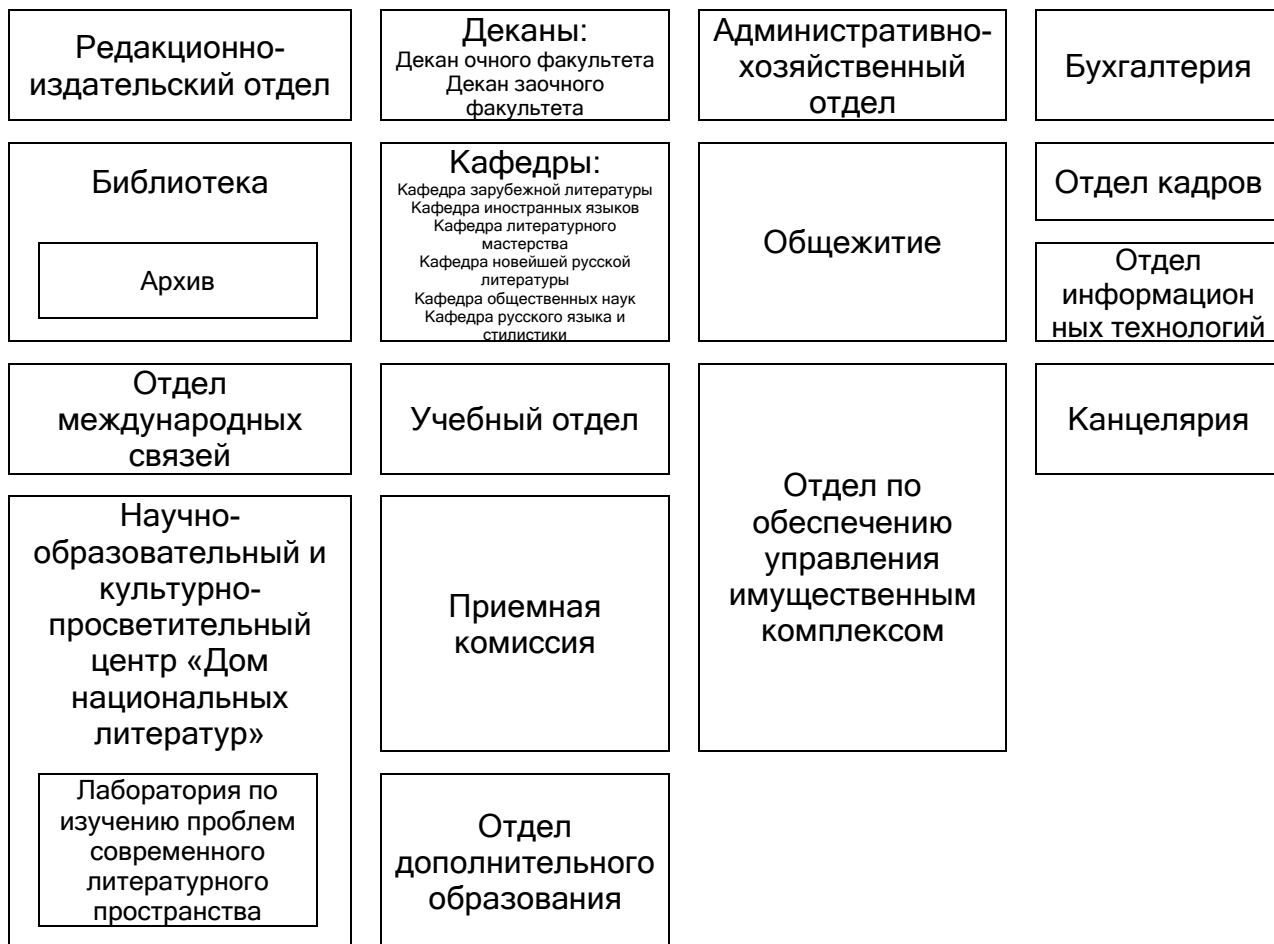 Редакционно-
издательский отдел
Деканы:
Декан очного факультета
Декан заочного
факультета
Административно-
хозяйственный
отдел
Бухгалтерия
Библиотека
Архив
Кафедры:
Кафедра зарубежной литературы
Кафедра иностранных языков
Кафедра литературного
мастерства
Кафедра новейшей русской
литературы
Кафедра общественных наук
Кафедра русского языка и
стилистики
Общежитие
Отдел кадров
Отдел
информацион
ных технологий
Отдел
международных
связей
Учебный отдел
Отдел по
обеспечению
управления
имущественным
комплексом
Канцелярия
Научно-
образовательный и
культурно-
просветительный
центр «Дом
национальных
литератур»
Лаборатория по
изучению проблем
современного
литературного
пространства
Приемная
комиссия
Отдел
дополнительного
образования